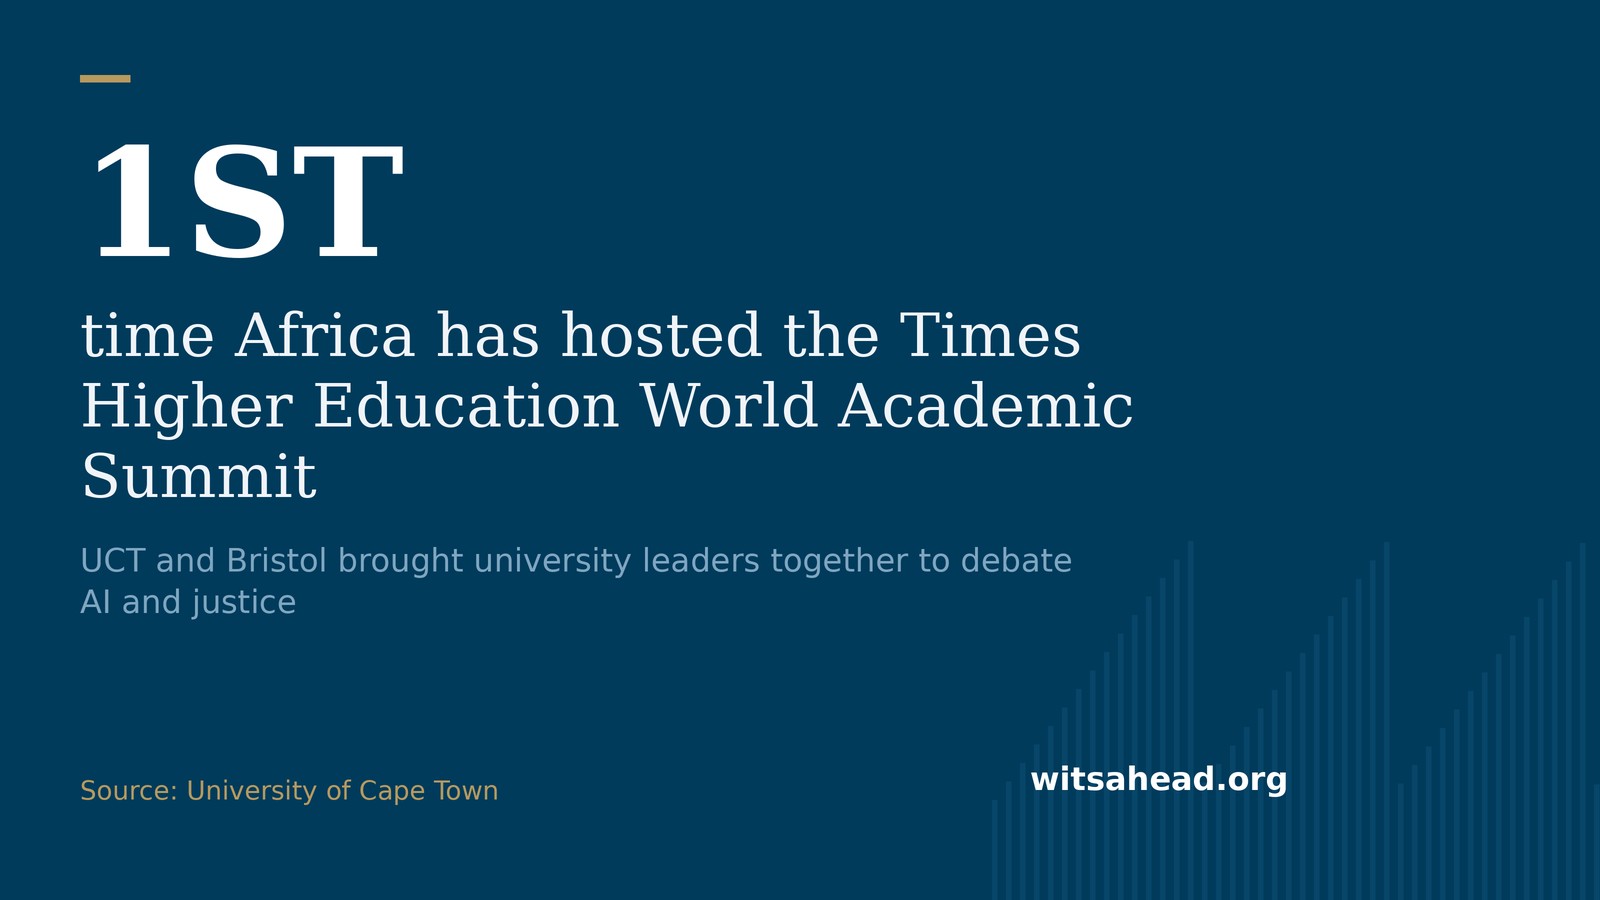 1ST
time Africa has hosted the Times
Higher Education World Academic
Summit
UCT and Bristol brought university leaders together to debate
AI and justice
Source: University of Cape Town
witsahead.org